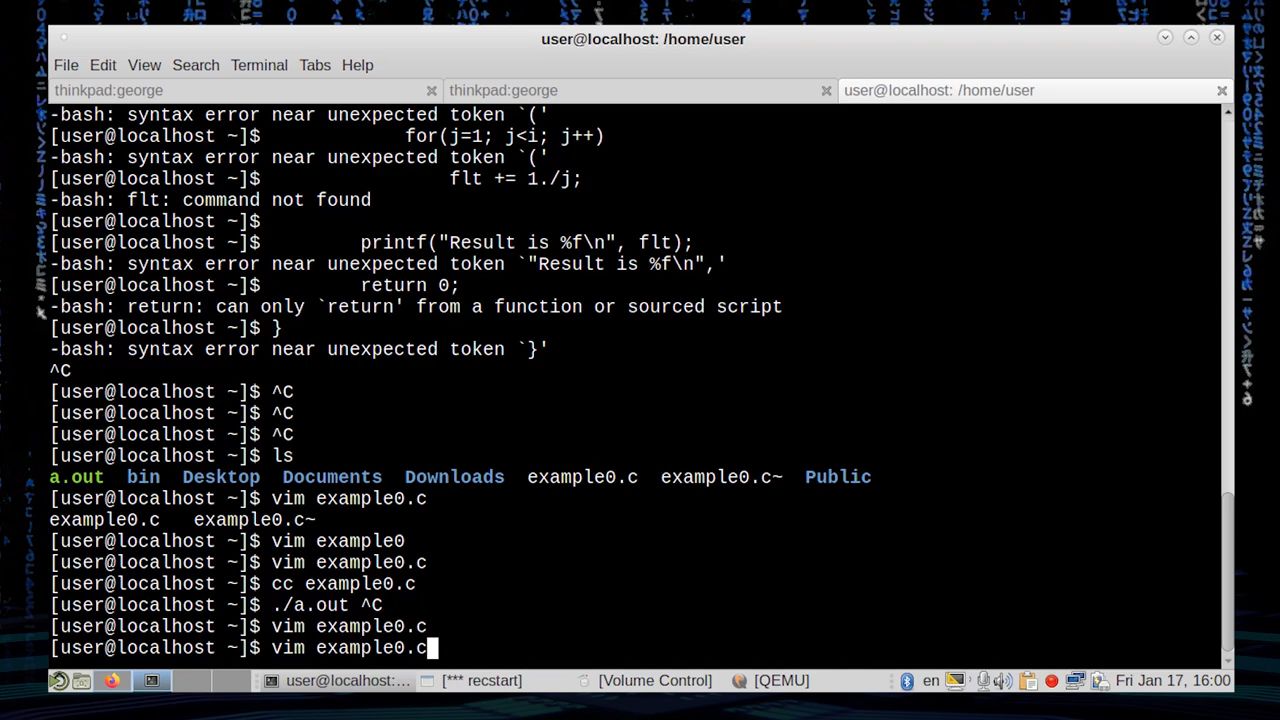 user@localhost: /home/user
File Edit View Search Terminal Tabs Help
thinkpad:george thinkpad:george user@localhost: /home/user
-bash: syntax error near unexpected token `('
[user@localhost ~]$             for(j=1; j<i; j++)
-bash: syntax error near unexpected token `('
[user@localhost ~]$                 flt += 1./j;
-bash: flt: command not found
[user@localhost ~]$
[user@localhost ~]$         printf("Result is %f\n", flt);
-bash: syntax error near unexpected token `"Result is %f\n",'
[user@localhost ~]$         return 0;
-bash: return: can only `return' from a function or sourced script
[user@localhost ~]$ }
-bash: syntax error near unexpected token `}'
^C
[user@localhost ~]$ ^C
[user@localhost ~]$ ^C
[user@localhost ~]$ ^C
[user@localhost ~]$ ls
a.out  bin  Desktop  Documents  Downloads  example0.c  example0.c~  Public
[user@localhost ~]$ vim example0.c
example0.c   example0.c~
[user@localhost ~]$ vim example0
[user@localhost ~]$ vim example0.c
[user@localhost ~]$ cc example0.c
[user@localhost ~]$ ./a.out ^C
[user@localhost ~]$ vim example0.c
[user@localhost ~]$ vim example0.c
user@localhost:... [*** recstart] [Volume Control] [QEMU] en Fri Jan 17, 16:00